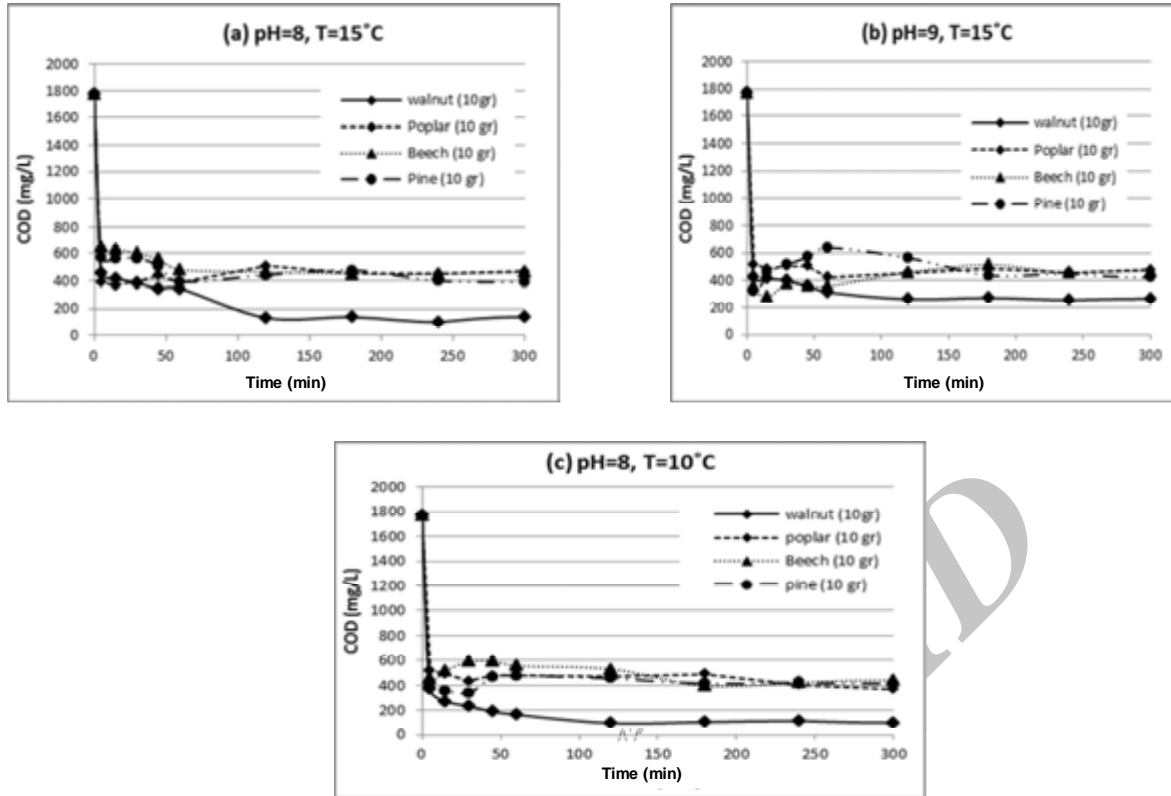 (a) pH=8, T=15˚C
COD (mg/L)
2000
1800
1600
1400
1200
1000
800
600
400
200
0
walnut (10gr)
Poplar (10 gr)
Beech (10 gr)
Pine (10 gr)
0 50 100 150 200 250 300
Time (min)
(b) pH=9, T=15˚C
COD (mg/L)
2000
1800
1600
1400
1200
1000
800
600
400
200
0
walnut (10gr)
Poplar (10 gr)
Beech (10 gr)
Pine (10 gr)
0 50 100 150 200 250 300
Time (min)
(c) pH=8, T=10˚C
COD (mg/L)
2000
1800
1600
1400
1200
1000
800
600
400
200
0
walnut (10gr)
poplar (10 gr)
Beech (10 gr)
pine (10 gr)
0 50 100 150 200 250 300
Time (min)
D